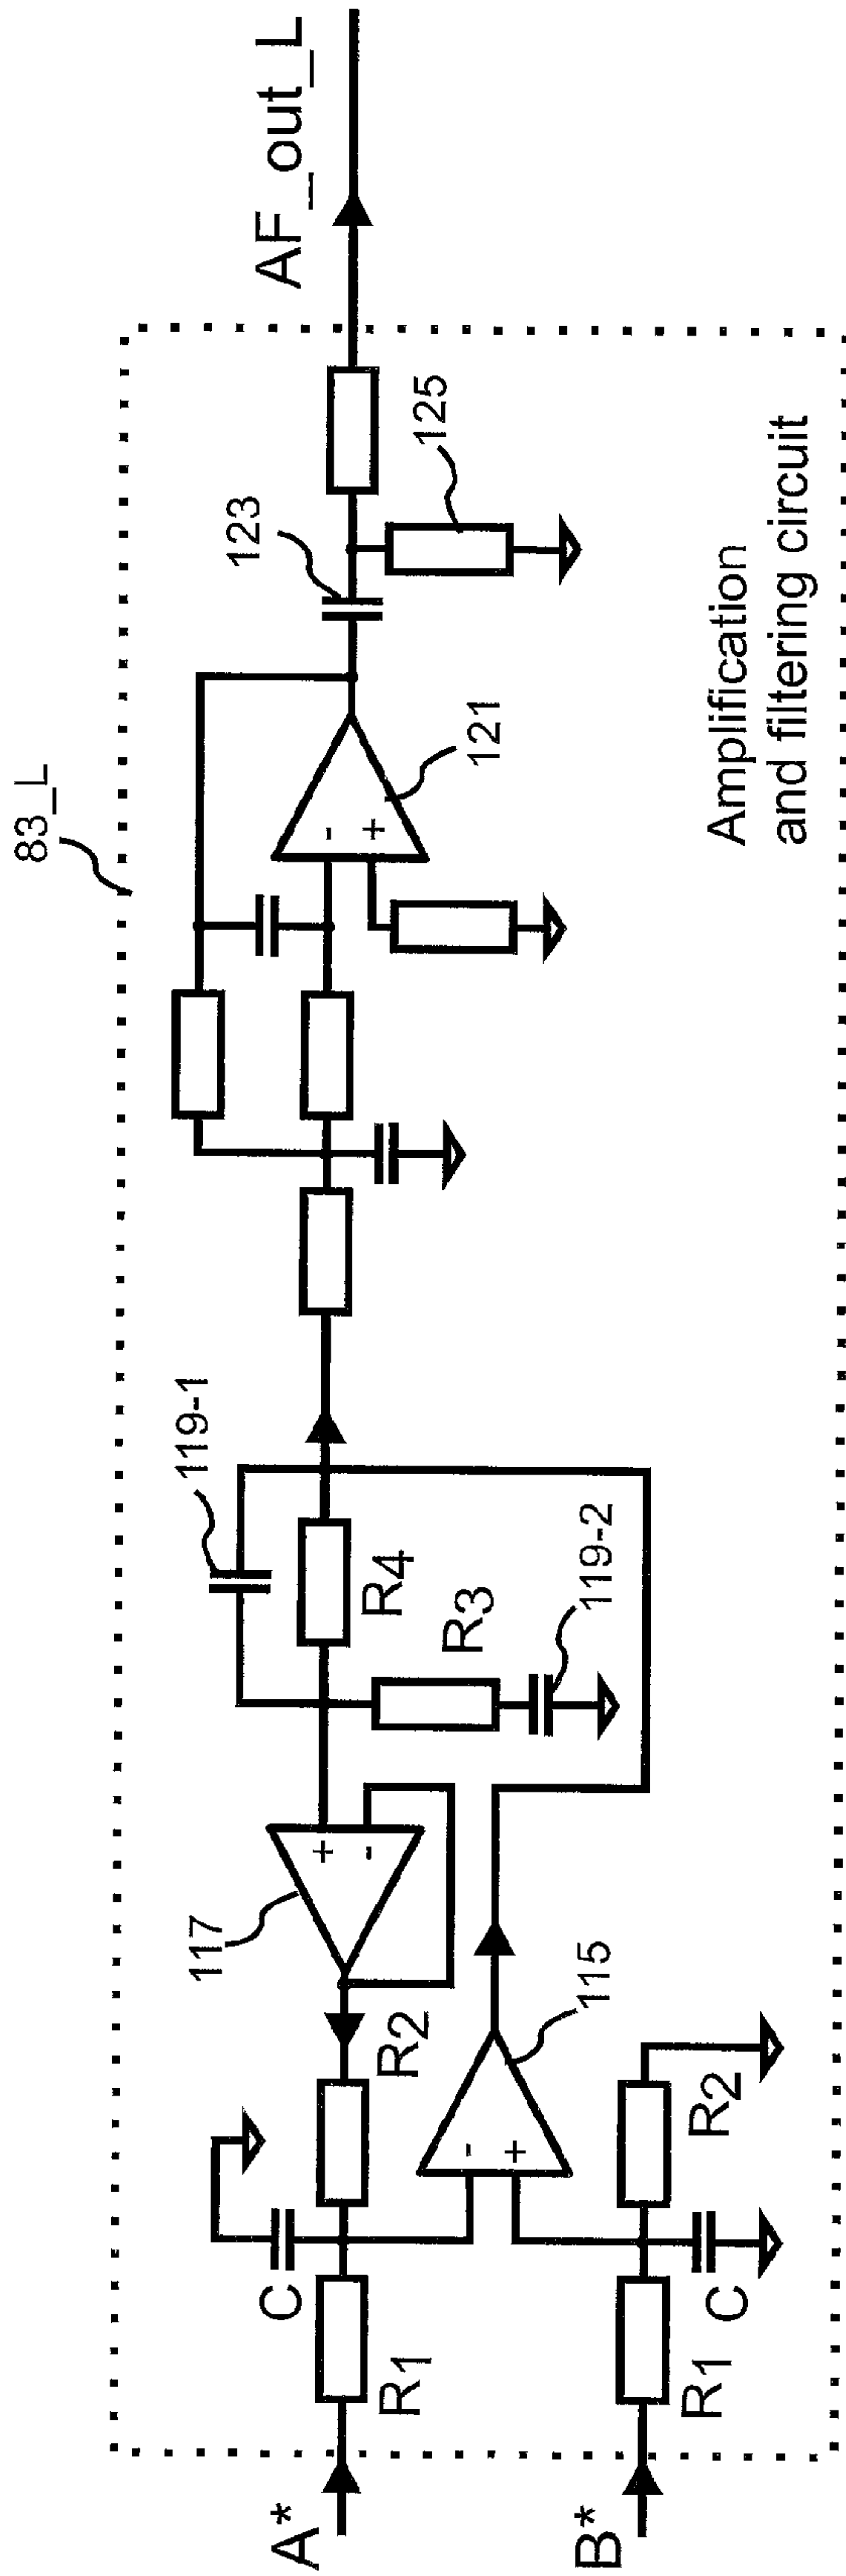 83_L
A*
R1
C
R2
117
119-1
R4
R3
119-2
-
+
115
B*
R1
C
R2
+
-
-
+
121
123
125
AF_out_L
Amplification
and filtering circuit